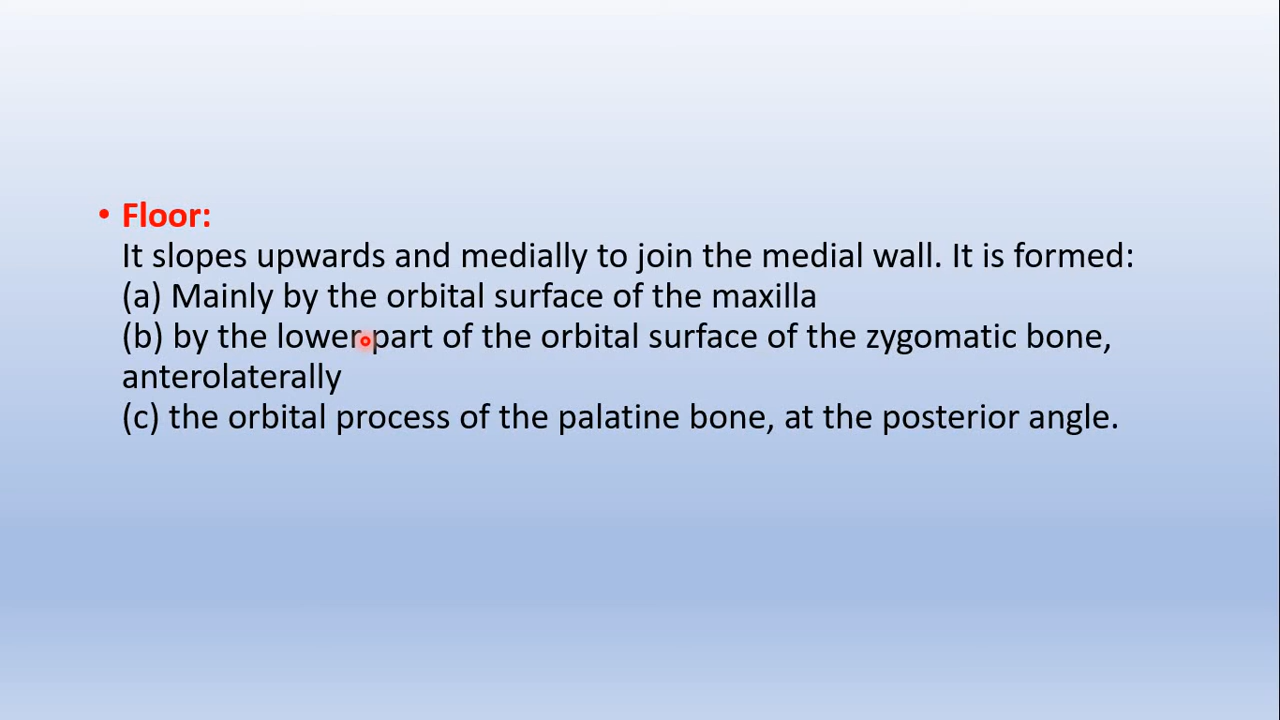 • Floor:
It slopes upwards and medially to join the medial wall. It is formed:
(a) Mainly by the orbital surface of the maxilla
(b) by the lower part of the orbital surface of the zygomatic bone,
anterolaterally
(c) the orbital process of the palatine bone, at the posterior angle.